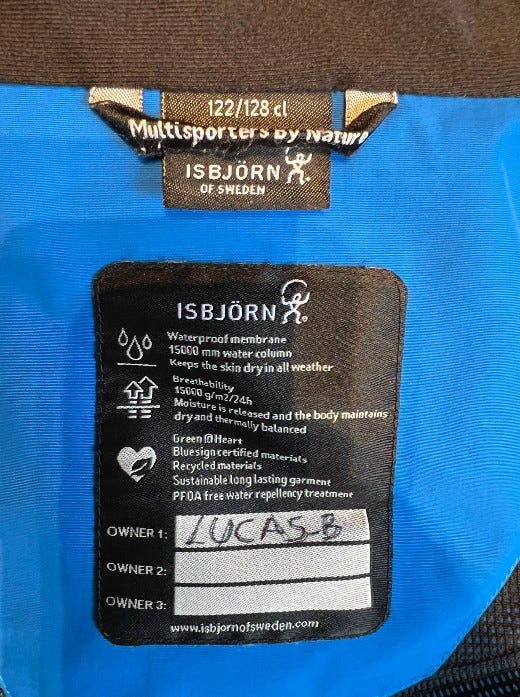 122/128 cl
Multisporters By Nature
ISBJÖRN
OF SWEDEN
ISBJÖRN
Waterproof membrane
15000 mm water column
Keeps the skin dry in all weather
Breathability
15000 g/m2/24h
Moisture is released and the body maintains
dry and thermally balanced
Green @ Heart
Bluesign certified materials
Recycled materials
Sustainable long lasting garment
PFOA free water repellency treatment
OWNER 1: LUCAS-B
OWNER 2:
OWNER 3:
www.isbjornofsweden.com